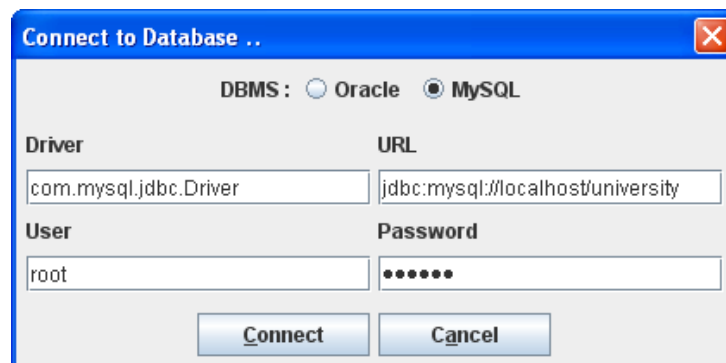 Connect to Database ..
DBMS : Oracle MySQL
Driver URL
com.mysql.jdbc.Driver jdbc:mysql://localhost/university
User Password
root ●●●●●●
Connect Cancel